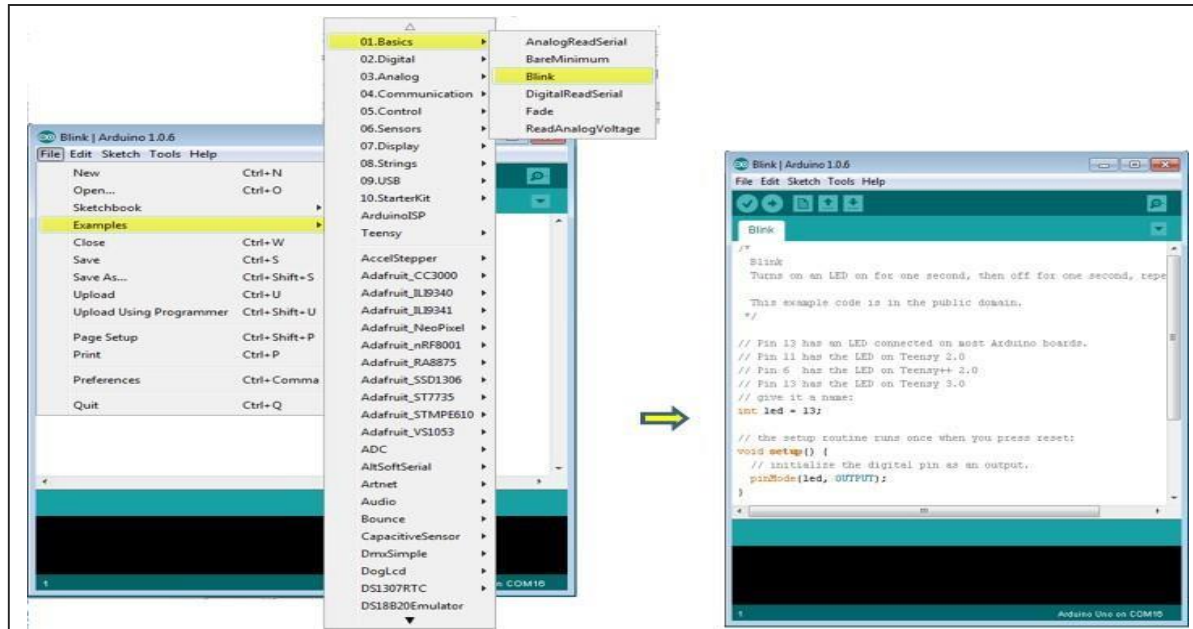 Blink | Arduino 1.0.6
File Edit Sketch Tools Help
New Ctrl+N
Open... Ctrl+O
Sketchbook
Examples
Close Ctrl+W
Save Ctrl+S
Save As... Ctrl+Shift+S
Upload Ctrl+U
Upload Using Programmer Ctrl+Shift+U
Page Setup Ctrl+Shift+P
Print Ctrl+P
Preferences Ctrl+Comma
Quit Ctrl+Q
1
n COM16
01.Basics
02.Digital
03.Analog
04.Communication
05.Control
06.Sensors
07.Display
08.Strings
09.USB
10.StarterKit
ArduinoISP
Teensy
AccelStepper
Adafruit_CC3000
Adafruit_ILI9340
Adafruit_ILI9341
Adafruit_NeoPixel
Adafruit_nRF8001
Adafruit_RA8875
Adafruit_SSD1306
Adafruit_ST7735
Adafruit_STMPE610
Adafruit_VS1053
ADC
AltSoftSerial
Artnet
Audio
Bounce
CapacitiveSensor
DmxSimple
DogLcd
DS1307RTC
DS18B20Emulator
AnalogReadSerial
BareMinimum
Blink
DigitalReadSerial
Fade
ReadAnalogVoltage
Blink | Arduino 1.0.6
File Edit Sketch Tools Help
Blink
/*
Blink
Turns on an LED on for one second, then off for one second, repe
This example code is in the public domain.
*/
// Pin 13 has an LED connected on most Arduino boards.
// Pin 11 has the LED on Teensy 2.0
// Pin 6 has the LED on Teensy++ 2.0
// Pin 13 has the LED on Teensy 3.0
// give it a name:
int led = 13;
// the setup routine runs once when you press reset:
void setup() {
// initialize the digital pin as an output.
pinMode(led, OUTPUT);
}
1
Arduino Uno on COM16